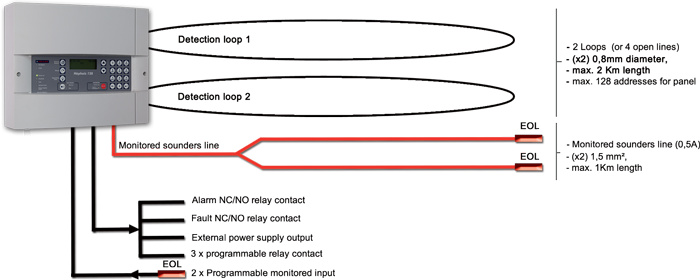 Detection loop 1
Detection loop 2
- 2 Loops (or 4 open lines)
- (x2) 0,8mm diameter,
- max. 2 Km length
- max. 128 addresses for panel
Monitored sounders line
EOL
EOL
- Monitored sounders line (0,5A)
- (x2) 1,5 mm²,
- max. 1Km length
Alarm NC/NO relay contact
Fault NC/NO relay contact
External power supply output
3 x programmable relay contact
EOL
2 x Programmable monitored input